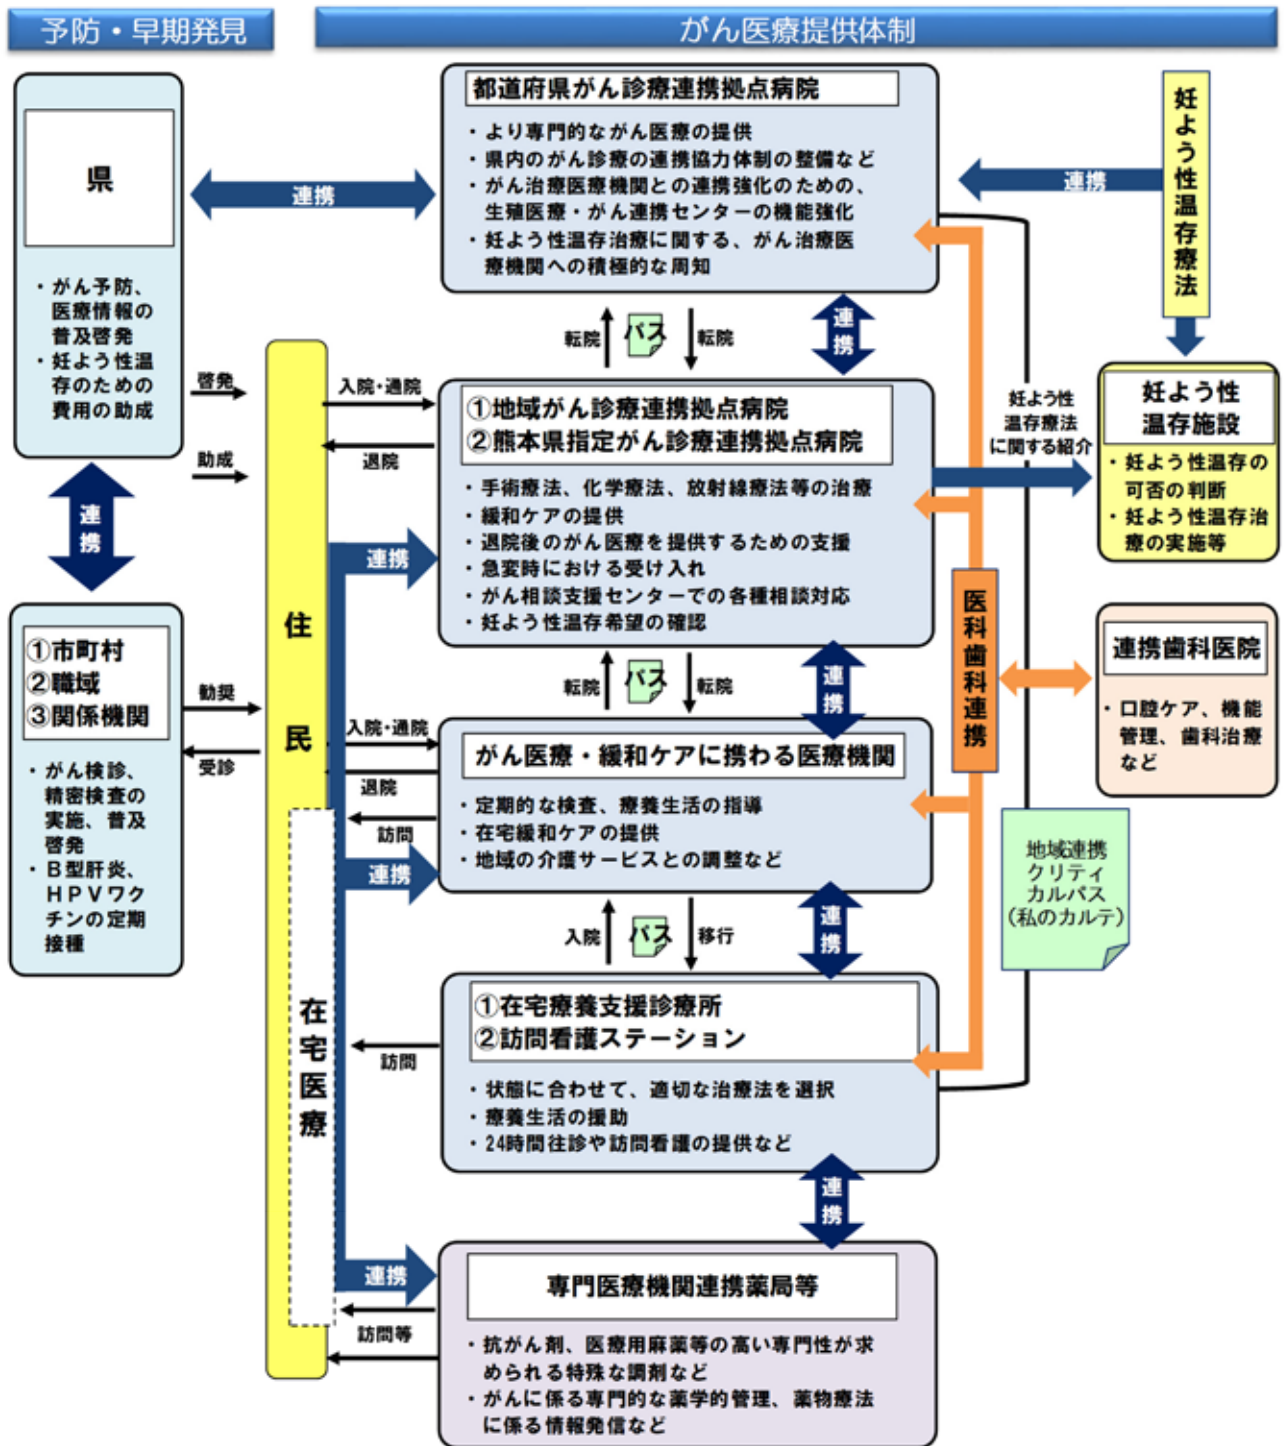 予防・早期発見
がん医療提供体制
県
・がん予防、
医療情報の
普及啓発
・妊よう性温
存のための
費用の助成
連携
都道府県がん診療連携拠点病院
・より専門的ながん医療の提供
・県内のがん診療の連携協力体制の整備など
・がん治療医療機関との連携強化のための、
生殖医療・がん連携センターの機能強化
・妊よう性温存治療に関する、がん治療医
療機関への積極的な周知
連携
妊よう性温存療法
転院
パス
転院
連携
啓発
助成
連携
住民
入院・通院
退院
①地域がん診療連携拠点病院
②熊本県指定がん診療連携拠点病院
・手術療法、化学療法、放射線療法等の治療
・緩和ケアの提供
・退院後のがん医療を提供するための支援
・急変時における受け入れ
・がん相談支援センターでの各種相談対応
・妊よう性温存希望の確認
連携
妊よう性
温存療法
に関する紹介
妊よう性
温存施設
・妊よう性温存の
可否の判断
・妊よう性温存治
療の実施等
①市町村
②職域
③関係機関
・がん検診、
精密検査の
実施、普及
啓発
・B型肝炎、
HPVワク
チンの定期
接種
勧奨
受診
転院
パス
転院
連携
医科歯科連携
連携歯科医院
・口腔ケア、機能
管理、歯科治療
など
入院・通院
退院
訪問
連携
がん医療・緩和ケアに携わる医療機関
・定期的な検査、療養生活の指導
・在宅緩和ケアの提供
・地域の介護サービスとの調整など
地域連携
クリティ
カルパス
(私のカルテ)
入院
パス
移行
連携
在宅医療
訪問
①在宅療養支援診療所
②訪問看護ステーション
・状態に合わせて、適切な治療法を選択
・療養生活の援助
・24時間往診や訪問看護の提供など
連携
連携
訪問等
専門医療機関連携薬局等
・抗がん剤、医療用麻薬等の高い専門性が求
められる特殊な調剤など
・がんに係る専門的な薬学的管理、薬物療法
に係る情報発信など